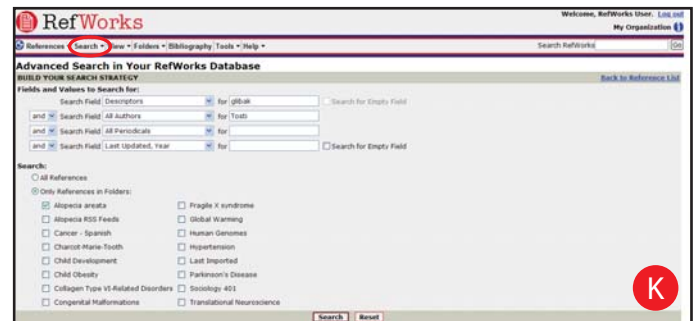 Welcome, RefWorks User. Log out
RefWorks
My Organization
References Search View Folders Bibliography Tools Help
Search RefWorks Go
Advanced Search in Your RefWorks Database
BUILD YOUR SEARCH STRATEGY Back to Reference List
Fields and Values to Search for:
Search Field Descriptors for glibak Search for Empty Field
and Search Field All Authors for Tosti
and Search Field All Periodicals for
and Search Field Last Updated, Year for Search for Empty Field
Search:
All References
Only References in Folders:
Alopecia areata Fragile X syndrome
Alopecia RSS Feeds Global Warming
Cancer - Spanish Human Genomes
Charcot-Marie-Tooth Hypertension
Child Development Last Imported
Child Obesity Parkinson's Disease
Collagen Type VI-Related Disorders Sociology 401
Congenital Malformations Translational Neuroscience
Search Reset
K